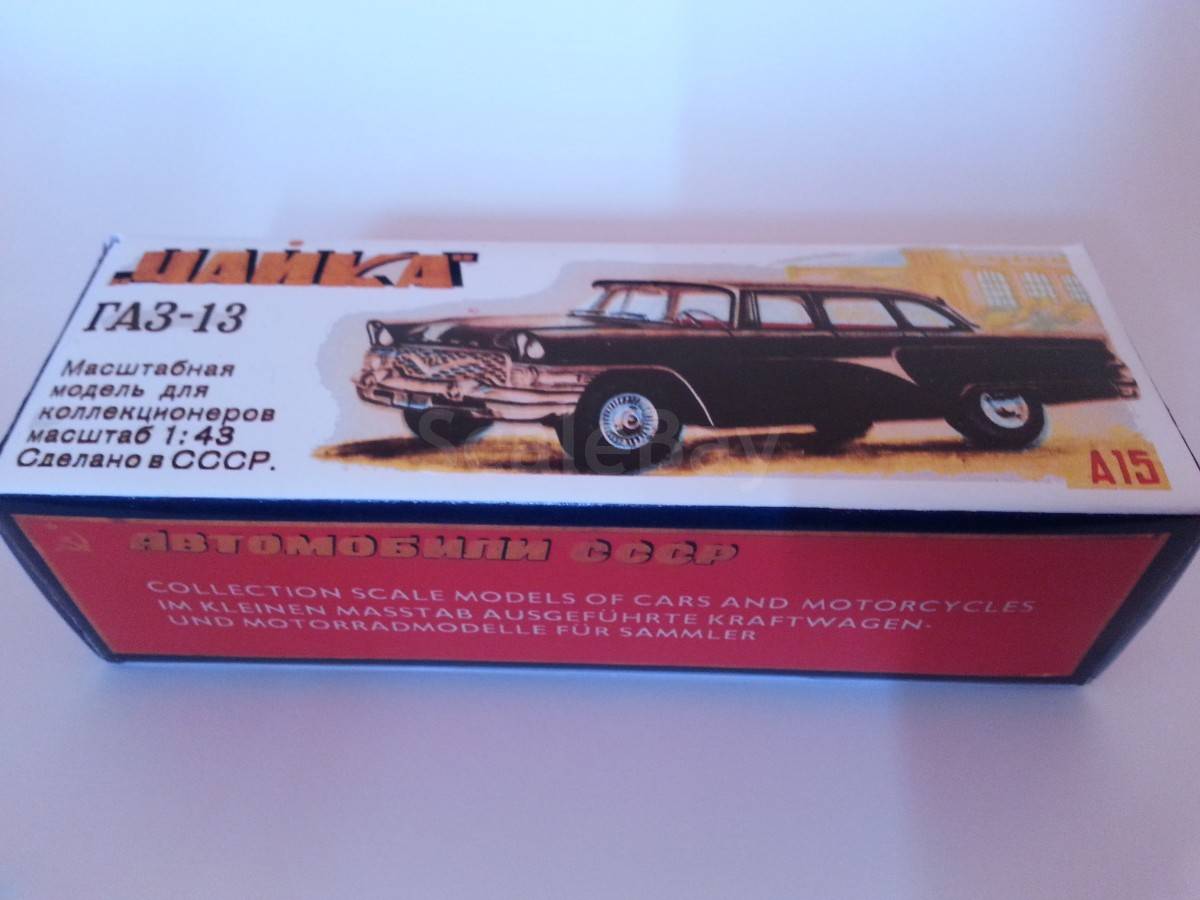 „ЧАЙКА"
ГАЗ-13
Масштабная
модель для
коллекционеров
масштаб 1:43
Сделано в СССР.
A15
ScaleBay
АВТОМОБИЛИ СССР
COLLECTION SCALE MODELS OF CARS AND MOTORCYCLES
IM KLEINEN MASSTAB AUSGEFÜHRTE KRAFTWAGEN-
UND MOTORRADMODELLE FÜR SAMMLER